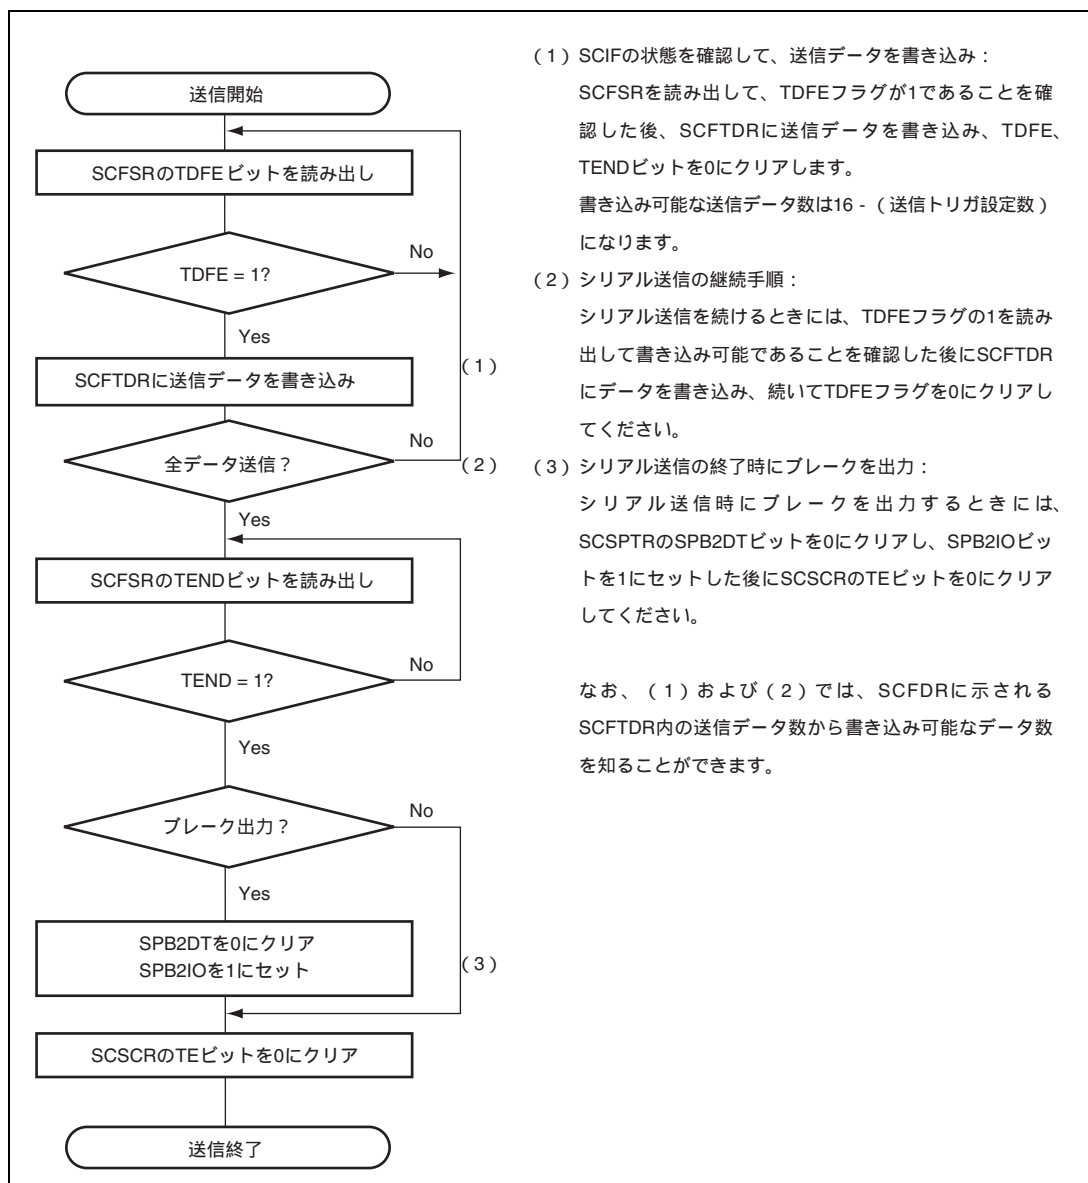 送信開始
SCFSRのTDFEビットを読み出し
TDFE = 1?
No
Yes
SCFTDRに送信データを書き込み
（1）
全データ送信？
No
（2）
Yes
SCFSRのTENDビットを読み出し
TEND = 1?
No
Yes
ブレーク出力？
No
Yes
SPB2DTを0にクリア
SPB2IOを1にセット
（3）
SCSCRのTEビットを0にクリア
送信終了
（1）SCIFの状態を確認して、送信データを書き込み：
SCFSRを読み出して、TDFEフラグが1であることを確
認した後、SCFTDRに送信データを書き込み、TDFE、
TENDビットを0にクリアします。
書き込み可能な送信データ数は16 -（送信トリガ設定数）
になります。
（2）シリアル送信の継続手順：
シリアル送信を続けるときには、TDFEフラグの1を読み
出して書き込み可能であることを確認した後にSCFTDR
にデータを書き込み、続いてTDFEフラグを0にクリアし
てください。
（3）シリアル送信の終了時にブレークを出力：
シリアル送信時にブレークを出力するときには、
SCSPTRのSPB2DTビットを0にクリアし、SPB2IOビッ
トを1にセットした後にSCSCRのTEビットを0にクリア
してください。
なお、（1）および（2）では、SCFDRに示される
SCFTDR内の送信データ数から書き込み可能なデータ数
を知ることができます。